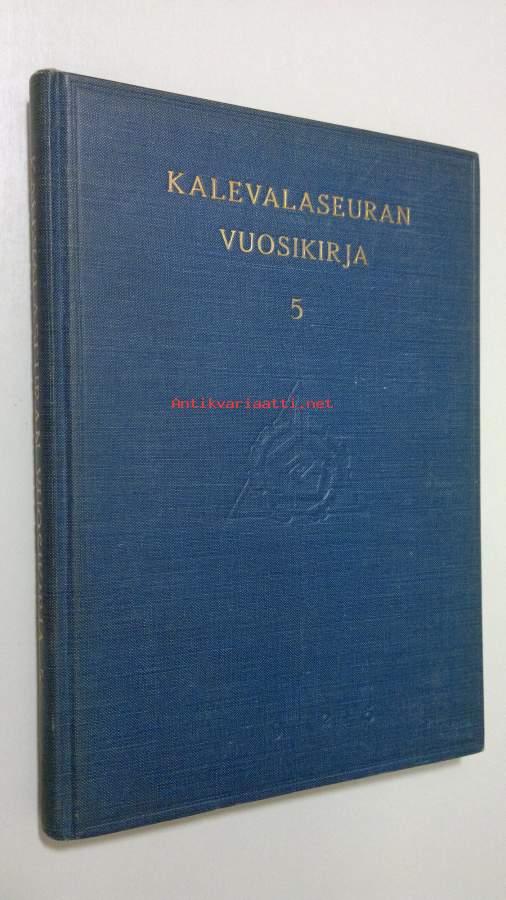 KALEVALASEURAN
VUOSIKIRJA
5
Antikvariaatti.net